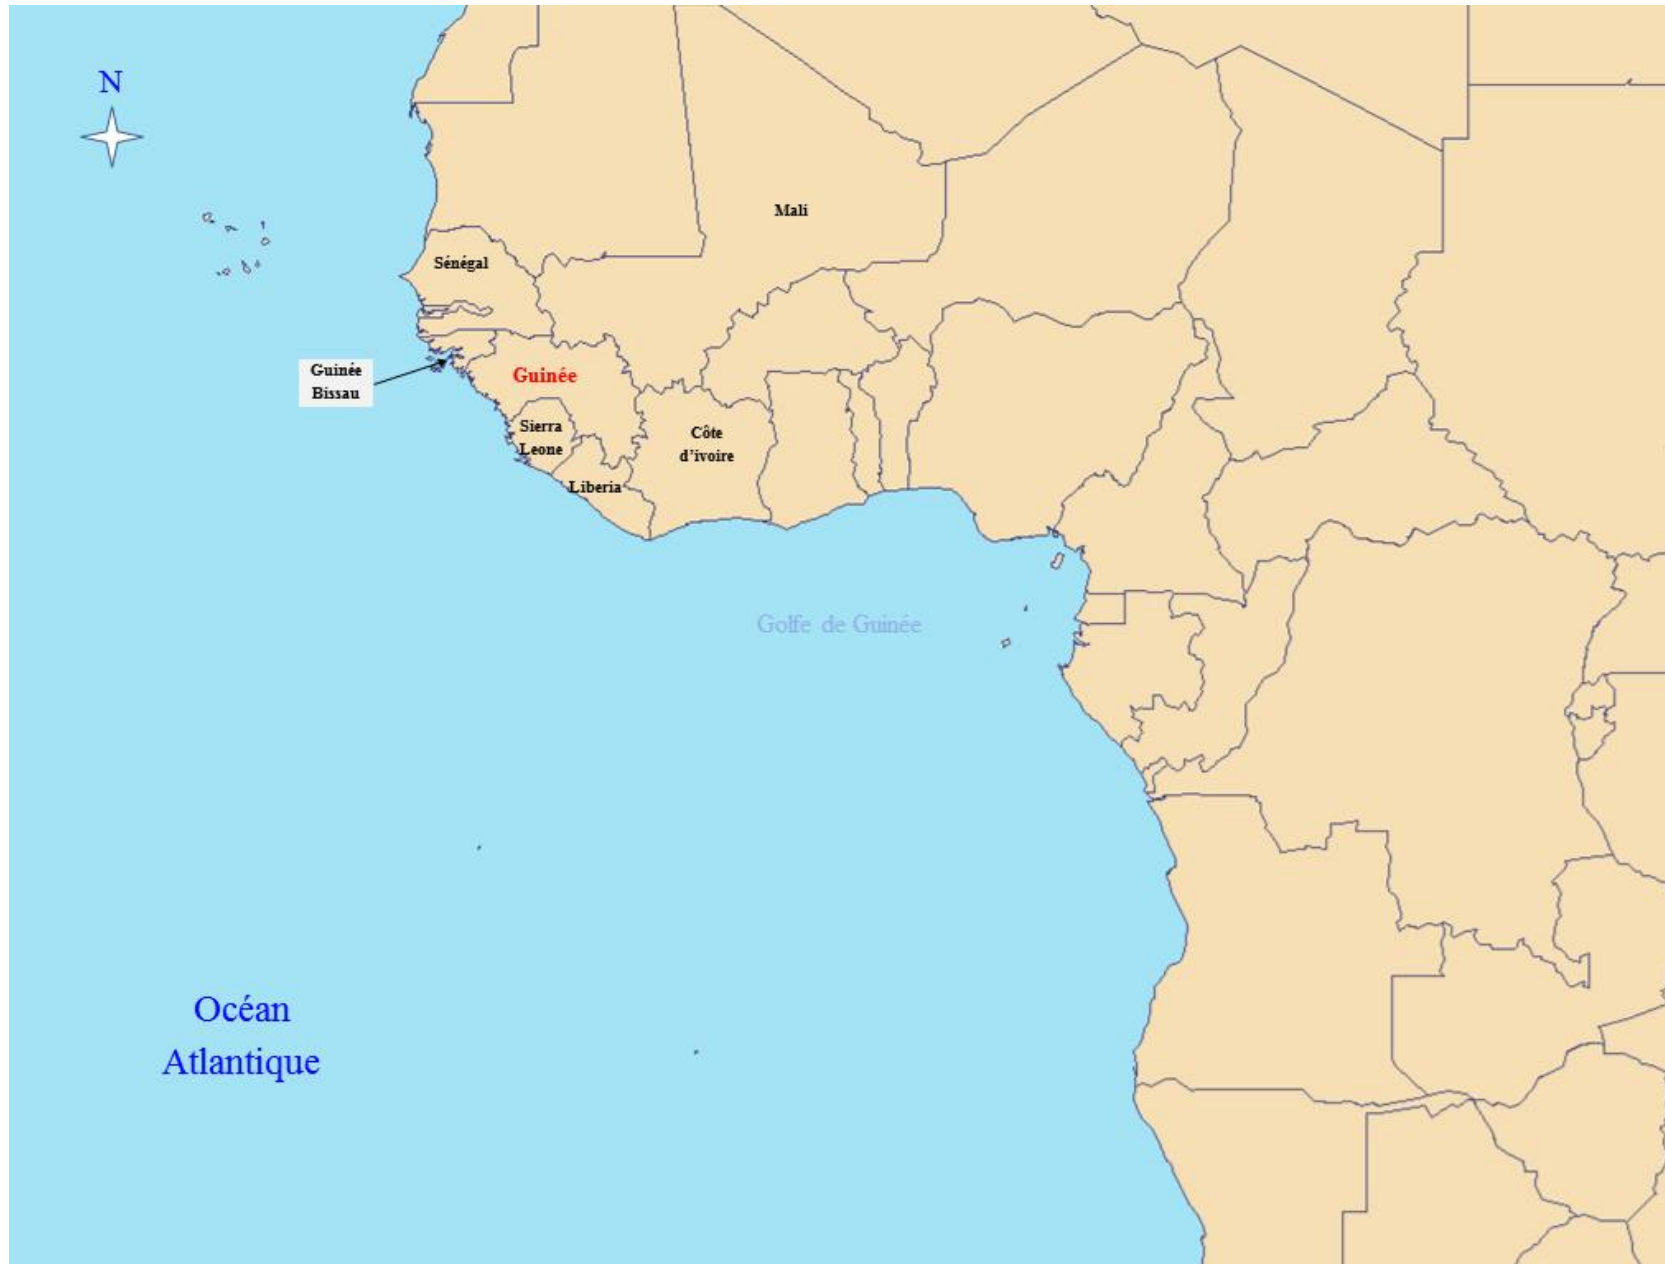 N
Mali
Sénégal
Guinée
Bissau
Guinée
Sierra
Leone
Côte
d’ivoire
Liberia
Golfe de Guinée
Océan
Atlantique